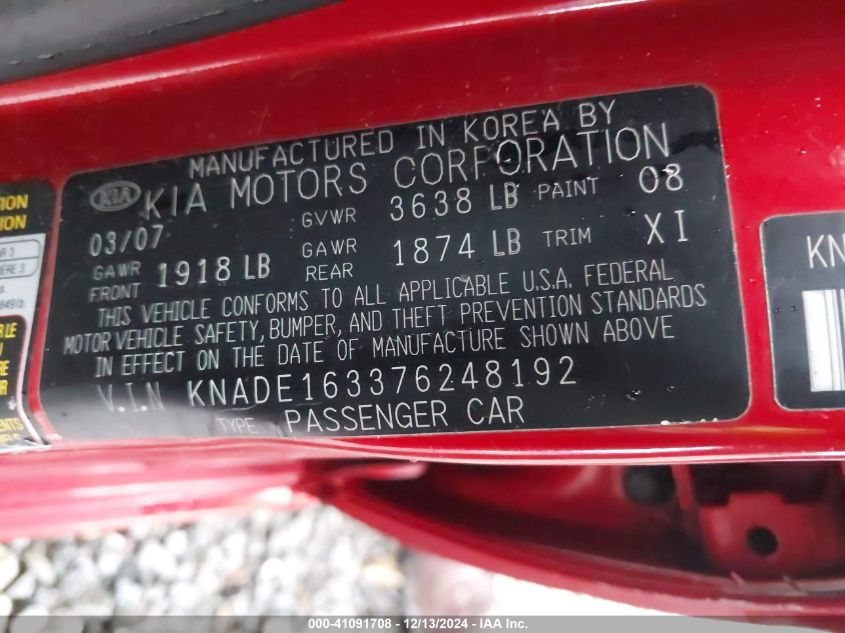 MANUFACTURED IN KOREA BY
KIA KIA MOTORS CORPORATION
03/07 GVWR 3638 LB PAINT 08
GAWR FRONT 1918 LB GAWR REAR 1874 LB TRIM XI
THIS VEHICLE CONFORMS TO ALL APPLICABLE U.S.A. FEDERAL
MOTOR VEHICLE SAFETY, BUMPER, AND THEFT PREVENTION STANDARDS
IN EFFECT ON THE DATE OF MANUFACTURE SHOWN ABOVE
V.I.N KNADE163376248192
TYPE PASSENGER CAR
KN
000-41091708 - 12/13/2024 - IAA Inc.